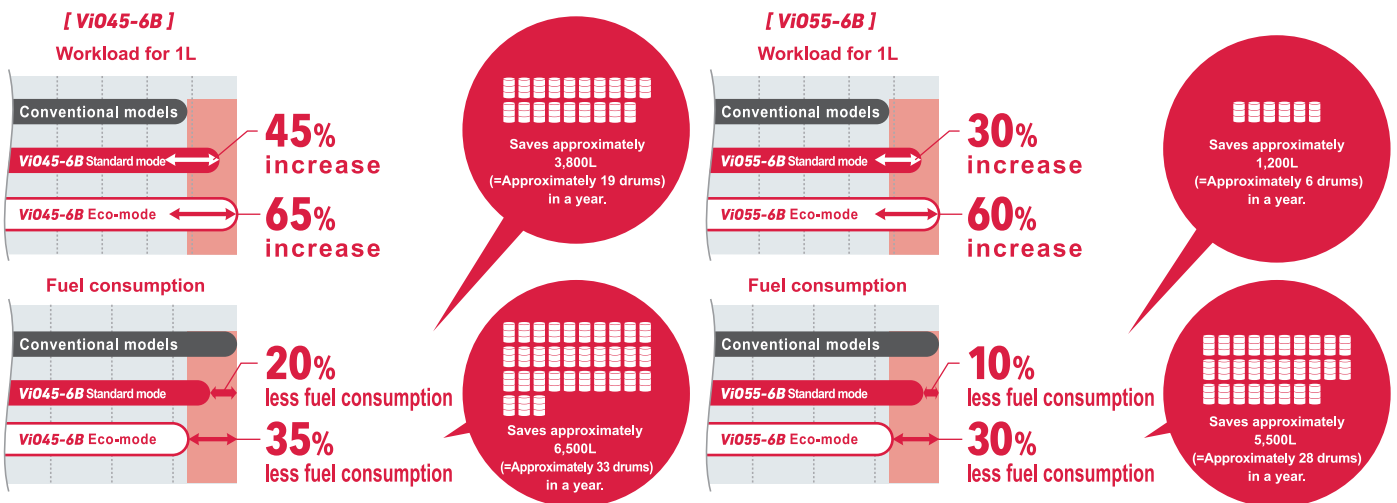 [ ViO45-6B ]
Workload for 1L
Conventional models
ViO45-6B Standard mode
ViO45-6B Eco-mode
45%
increase
65%
increase
Fuel consumption
Conventional models
ViO45-6B Standard mode
ViO45-6B Eco-mode
20%
less fuel consumption
35%
less fuel consumption
Saves approximately
3,800L
(=Approximately 19 drums)
in a year.
Saves approximately
6,500L
(=Approximately 33 drums)
in a year.
[ ViO55-6B ]
Workload for 1L
Conventional models
ViO55-6B Standard mode
ViO55-6B Eco-mode
30%
increase
60%
increase
Fuel consumption
Conventional models
ViO55-6B Standard mode
ViO55-6B Eco-mode
10%
less fuel consumption
30%
less fuel consumption
Saves approximately
1,200L
(=Approximately 6 drums)
in a year.
Saves approximately
5,500L
(=Approximately 28 drums)
in a year.